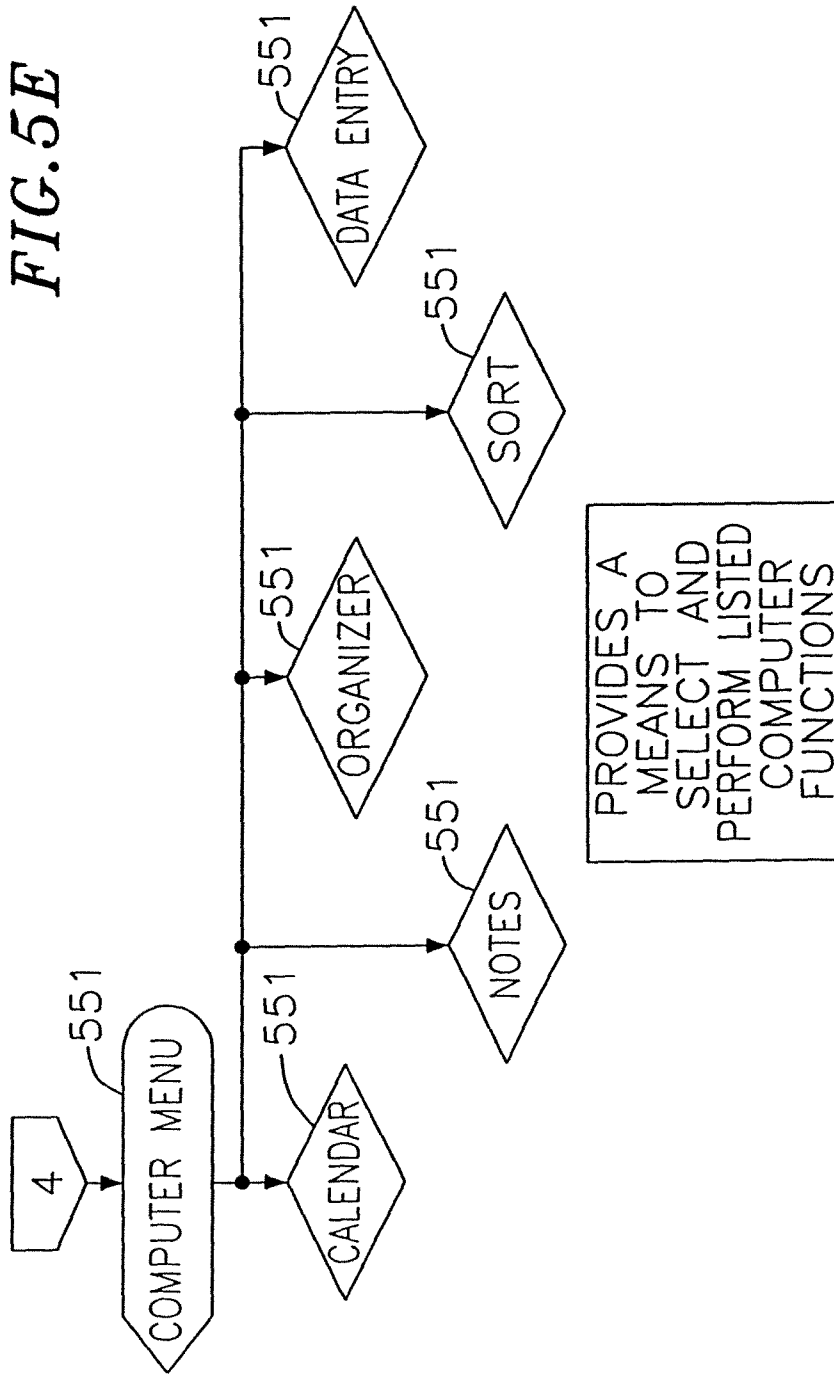 FIG.5E
4
COMPUTER MENU
551
CALENDAR
551
NOTES
551
ORGANIZER
551
SORT
551
DATA ENTRY
551
PROVIDES A
MEANS TO
SELECT AND
PERFORM LISTED
COMPUTER
FUNCTIONS